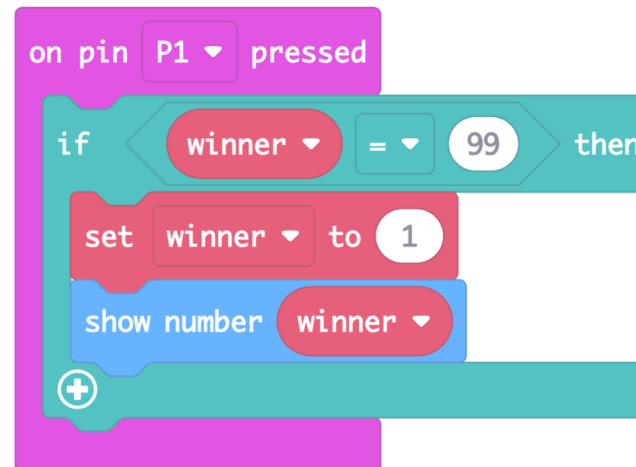 on pin P1 pressed
if winner = 99 then
set winner to 1
show number winner